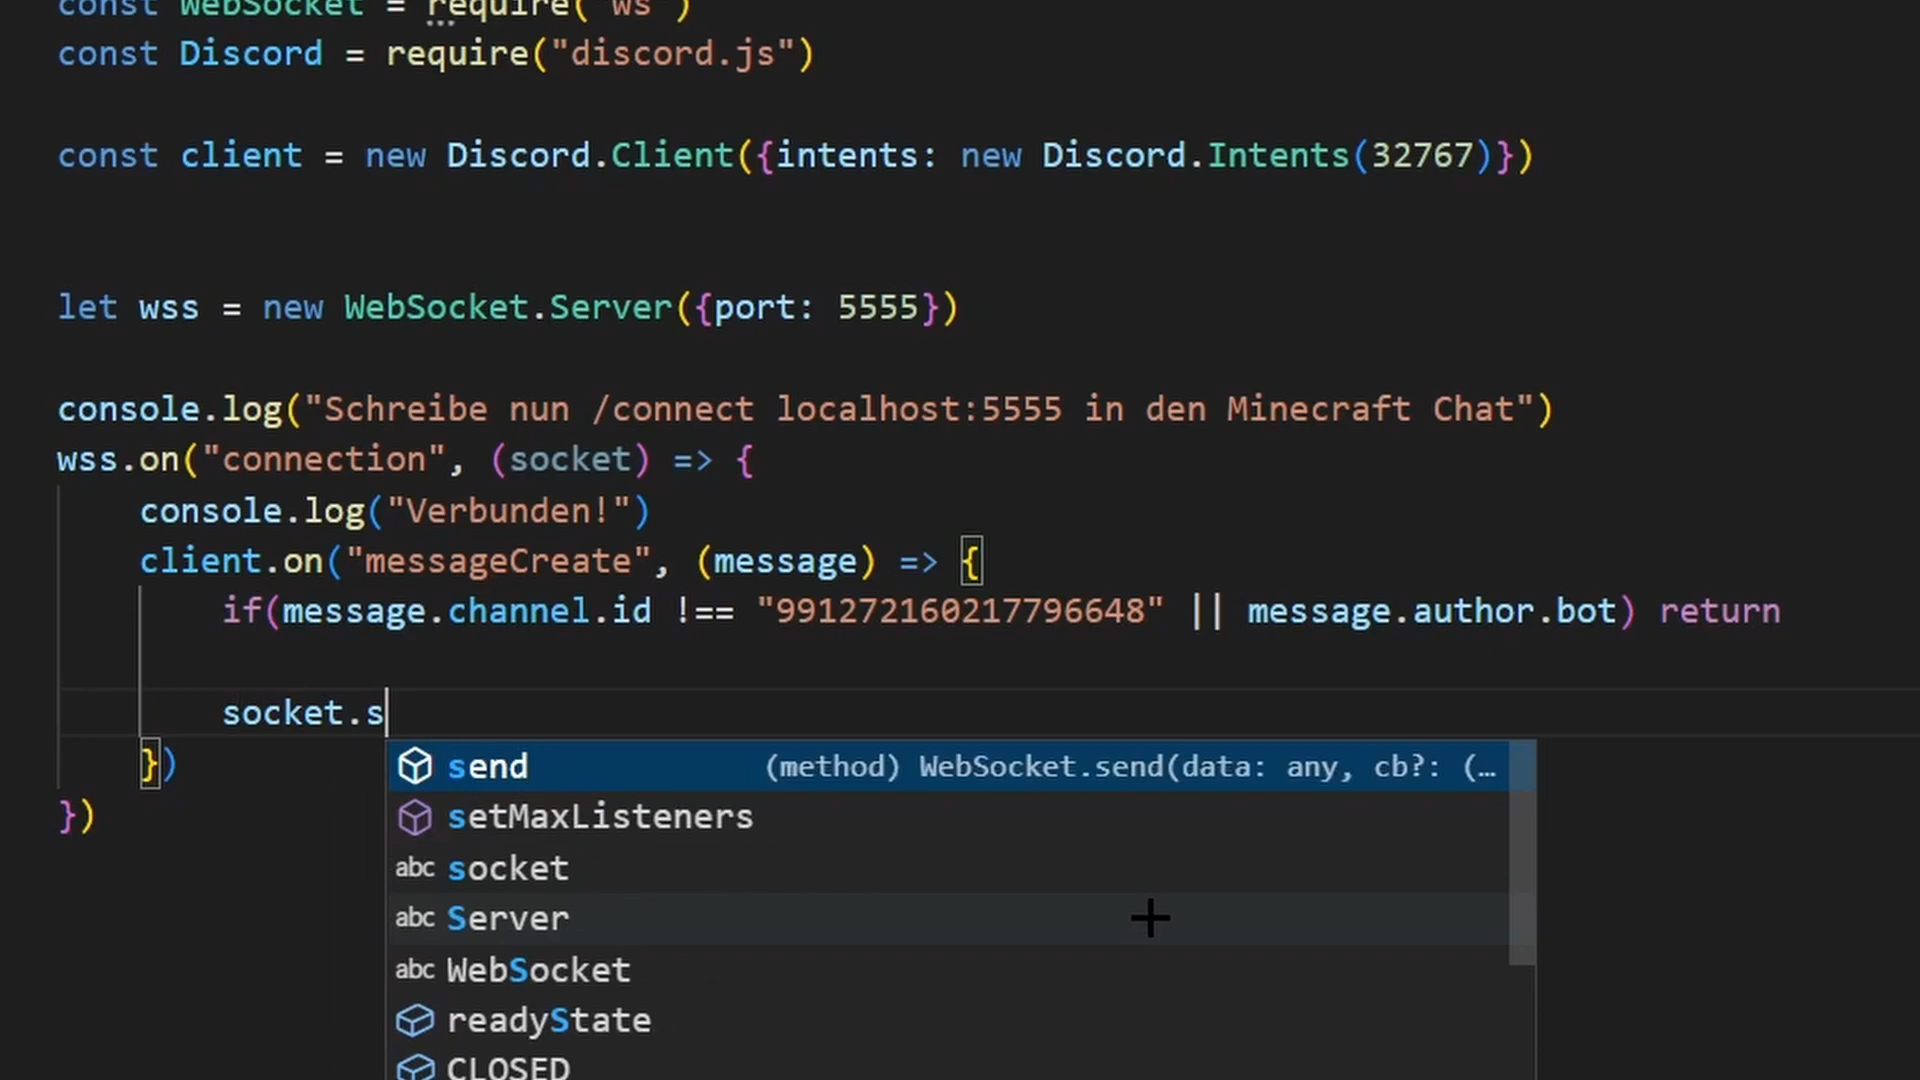 const WebSocket = require("ws")
const Discord = require("discord.js")
const client = new Discord.Client({intents: new Discord.Intents(32767)})
let wss = new WebSocket.Server({port: 5555})
console.log("Schreibe nun /connect localhost:5555 in den Minecraft Chat")
wss.on("connection", (socket) => {
console.log("Verbunden!")
client.on("messageCreate", (message) => {
if(message.channel.id !== "991272160217796648" || message.author.bot) return
socket.s
})
send (method) WebSocket.send(data: any, cb?: (…
setMaxListeners
})
abc socket
abc Server
abc WebSocket
readyState
CLOSED